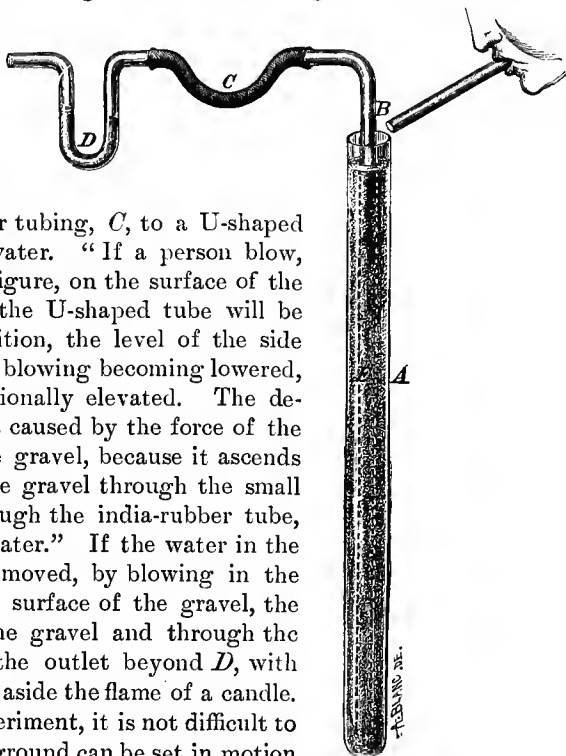 C
B
D
r tubing, C, to a U-shaped
vater. “If a person blow,
igure, on the surface of the
the U-shaped tube will be
ition, the level of the side
blowing becoming lowered,
ionally elevated. The de-
caused by the force of the
e gravel, because it ascends
e gravel through the small
ugh the india-rubber tube,
ater.” If the water in the
moved, by blowing in the
surface of the gravel, the
ne gravel and through the
the outlet beyond D, with
aside the flame of a candle.
eriment, it is not difficult to
round can be set in motion
A
A. BLANC DE.